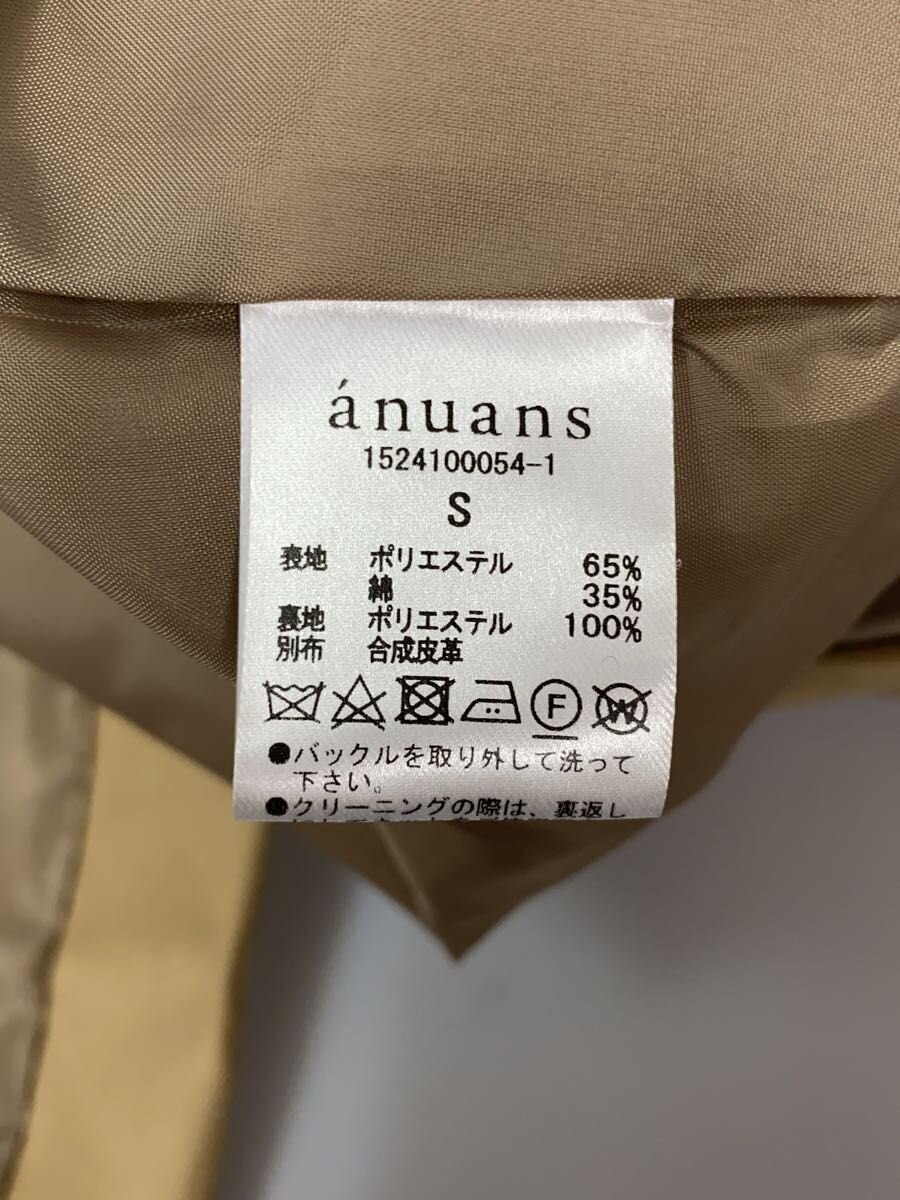 ánuans
1524100054-1
S
表地 ポリエステル 65%
綿 35%
裏地 ポリエステル 100%
別布 合成皮革
F W
●バックルを取り外して洗って
下さい。
●クリーニングの際は、裏返し